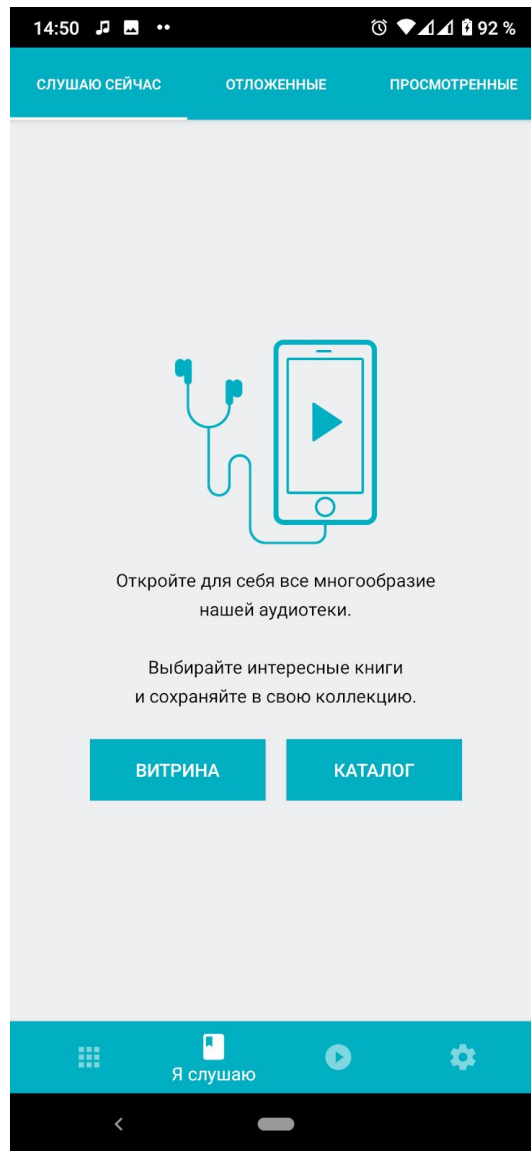 14:50 92 %
СЛУШАЮ СЕЙЧАС ОТЛОЖЕННЫЕ ПРОСМОТРЕННЫЕ
Откройте для себя все многообразие
нашей аудиотеки.
Выбирайте интересные книги
и сохраняйте в свою коллекцию.
ВИТРИНА КАТАЛОГ
Я слушаю